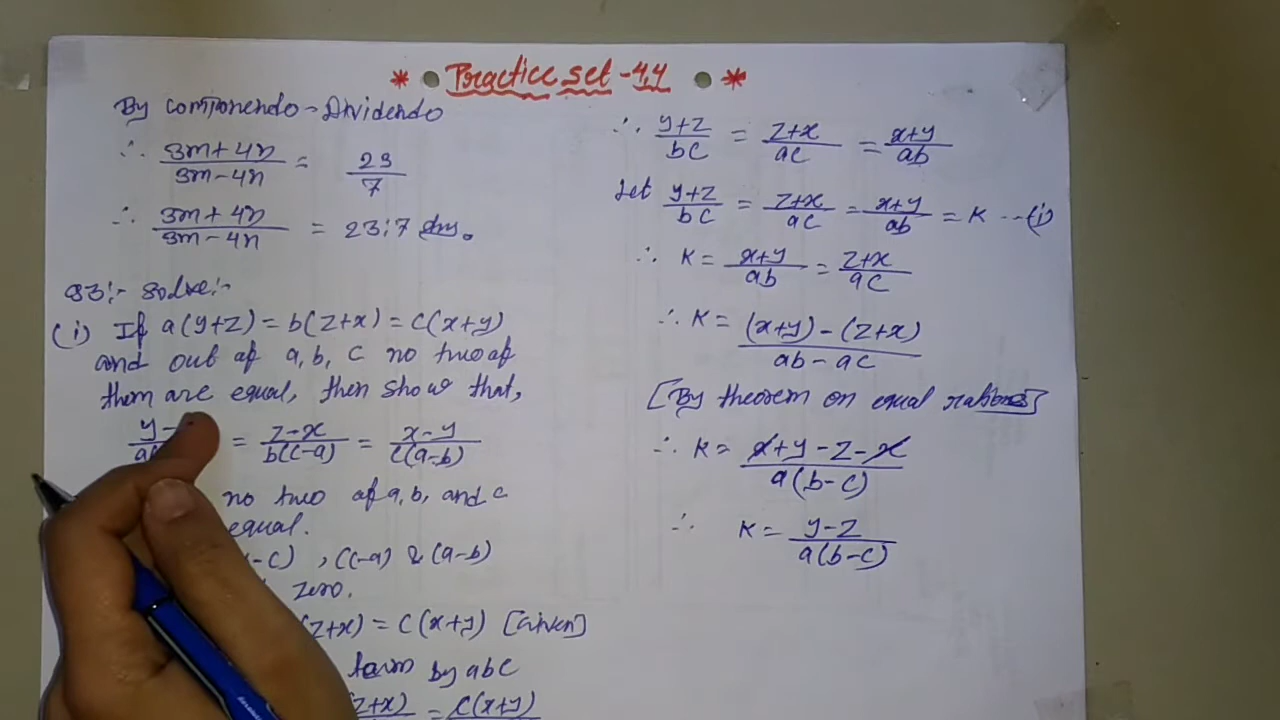 * Practice set - 4.4 *
By componendo - Dividendo
∴ 3m+4n / 3m-4n = 23 / 7
∴ 3m+4n / 3m-4n = 23:7 Ans.
Q3:- Solve:-
(i) If a(y+z) = b(z+x) = c(x+y)
and out of a, b, c no two of
them are equal, then show that,
y- = z-x / b(c-a) = x-y / c(a-b)
no two of a, b, and c
equal.
-c), (c-a) & (a-b)
zero.
z+x) = c(x+y) [Given]
term by abc
z+x) = c(x+y)
∴ y+z / bc = z+x / ac = x+y / ab
Let y+z / bc = z+x / ac = x+y / ab = K --(i)
∴ K = x+y / ab = z+x / ac
∴ K = (x+y) - (z+x) / ab - ac
[By theorem on equal ratios]
∴ K = x+y-z-x / a(b-c)
∴ K = y-z / a(b-c)